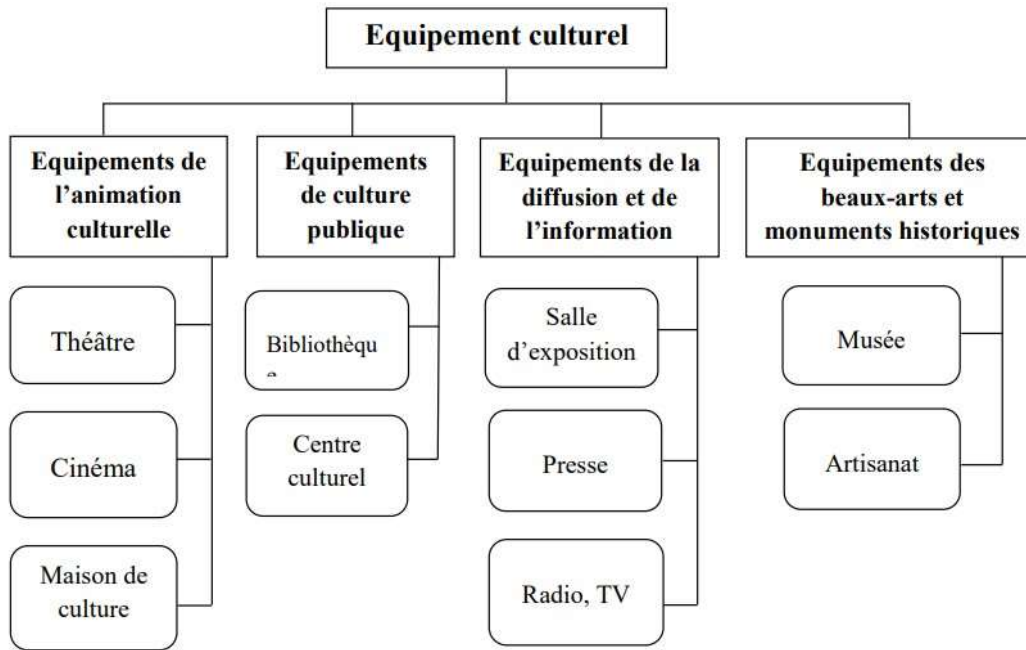 Equipement culturel
Equipements de
l’animation
culturelle
Théâtre
Cinéma
Maison de
culture
Equipements
de culture
publique
Bibliothèqu
Centre
culturel
Equipements de la
diffusion et de
l’information
Salle
d’exposition
Presse
Radio, TV
Equipements des
beaux-arts et
monuments historiques
Musée
Artisanat